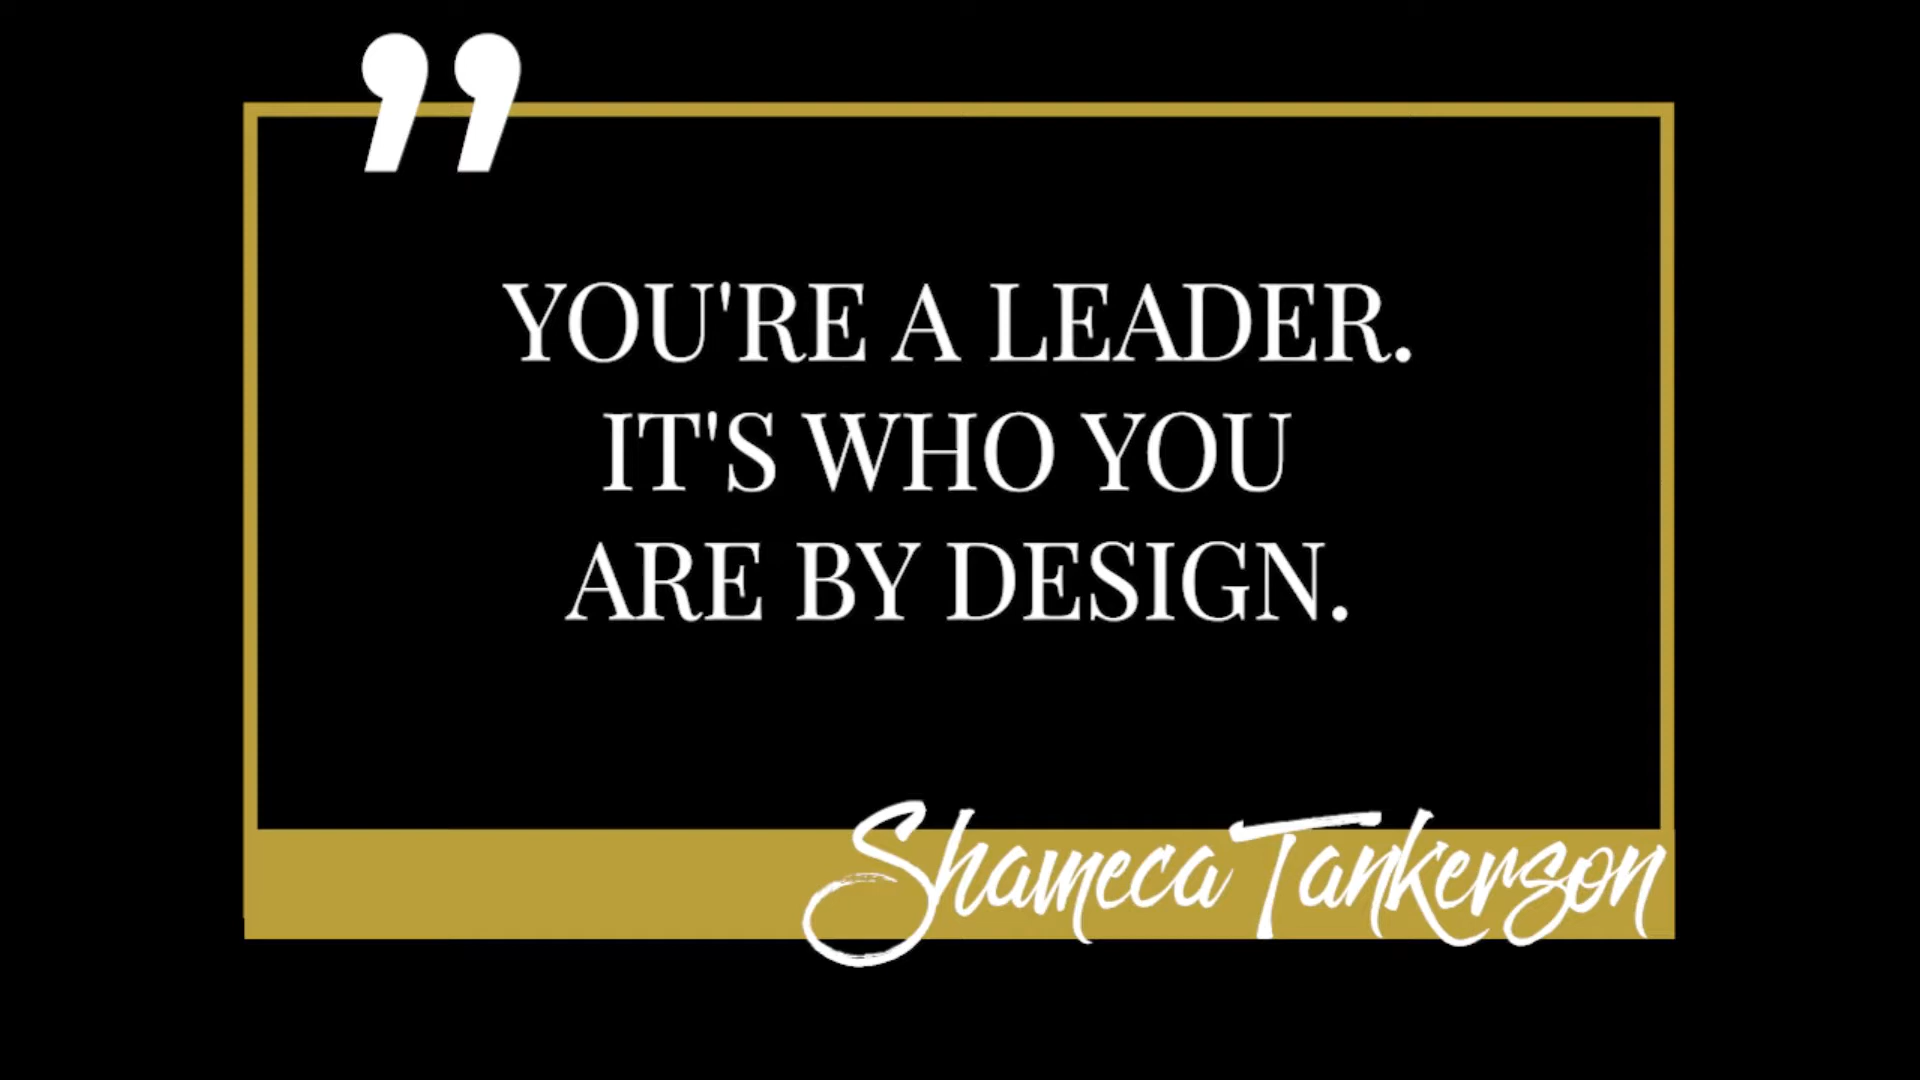 ”
YOU'RE A LEADER.
IT'S WHO YOU
ARE BY DESIGN.
Shameca Tankerson